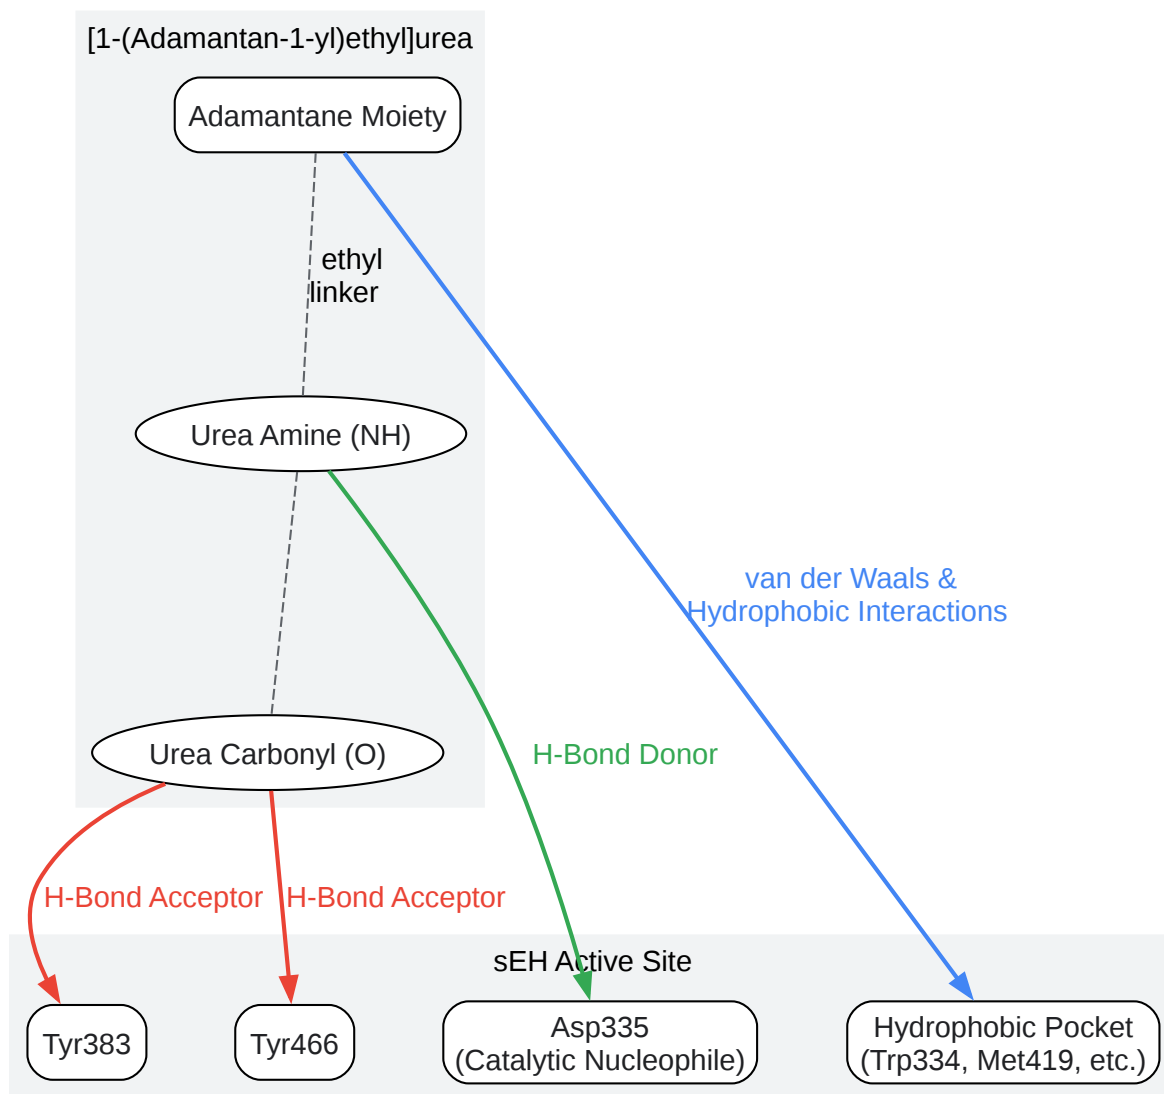 [1-(Adamantan-1-yl)ethyl]urea
Adamantane Moiety
ethyl
linker
Urea Amine (NH)
van der Waals &
Hydrophobic Interactions
Urea Carbonyl (O)
H-Bond Donor
H-Bond Acceptor
H-Bond Acceptor
sEH Active Site
Tyr383
Tyr466
Asp335
(Catalytic Nucleophile)
Hydrophobic Pocket
(Trp334, Met419, etc.)